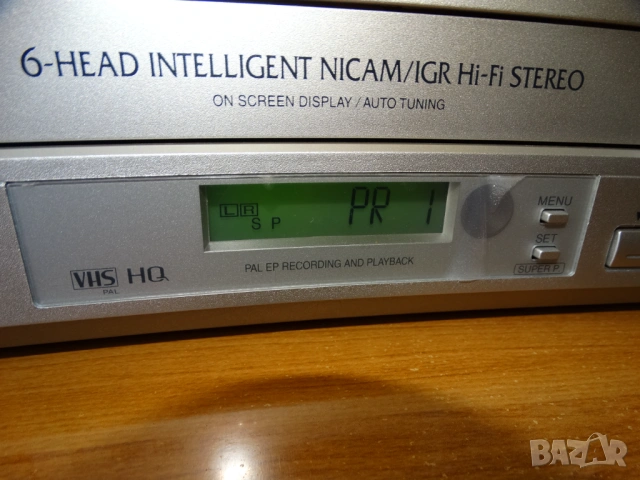 6-HEAD INTELLIGENT NICAM/IGR Hi-Fi STEREO
ON SCREEN DISPLAY / AUTO TUNING
L R
S P
PR 1
MENU
SET
SUPER P.
VHS HQ
PAL
PAL EP RECORDING AND PLAYBACK
BAZAR